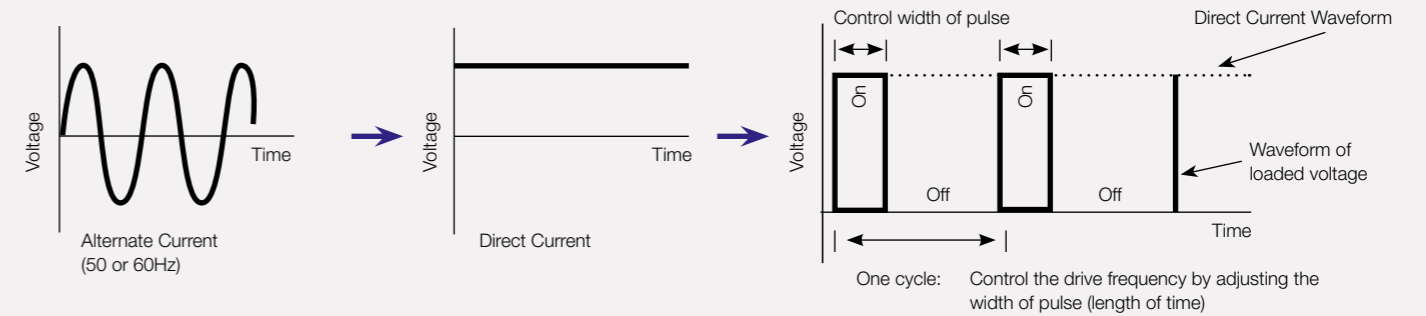 Voltage
Time
Alternate Current
(50 or 60Hz)
Voltage
Time
Direct Current
Control width of pulse
Direct Current Waveform
Voltage
On
On
Off
Off
Waveform of
loaded voltage
Time
One cycle: Control the drive frequency by adjusting the
width of pulse (length of time)